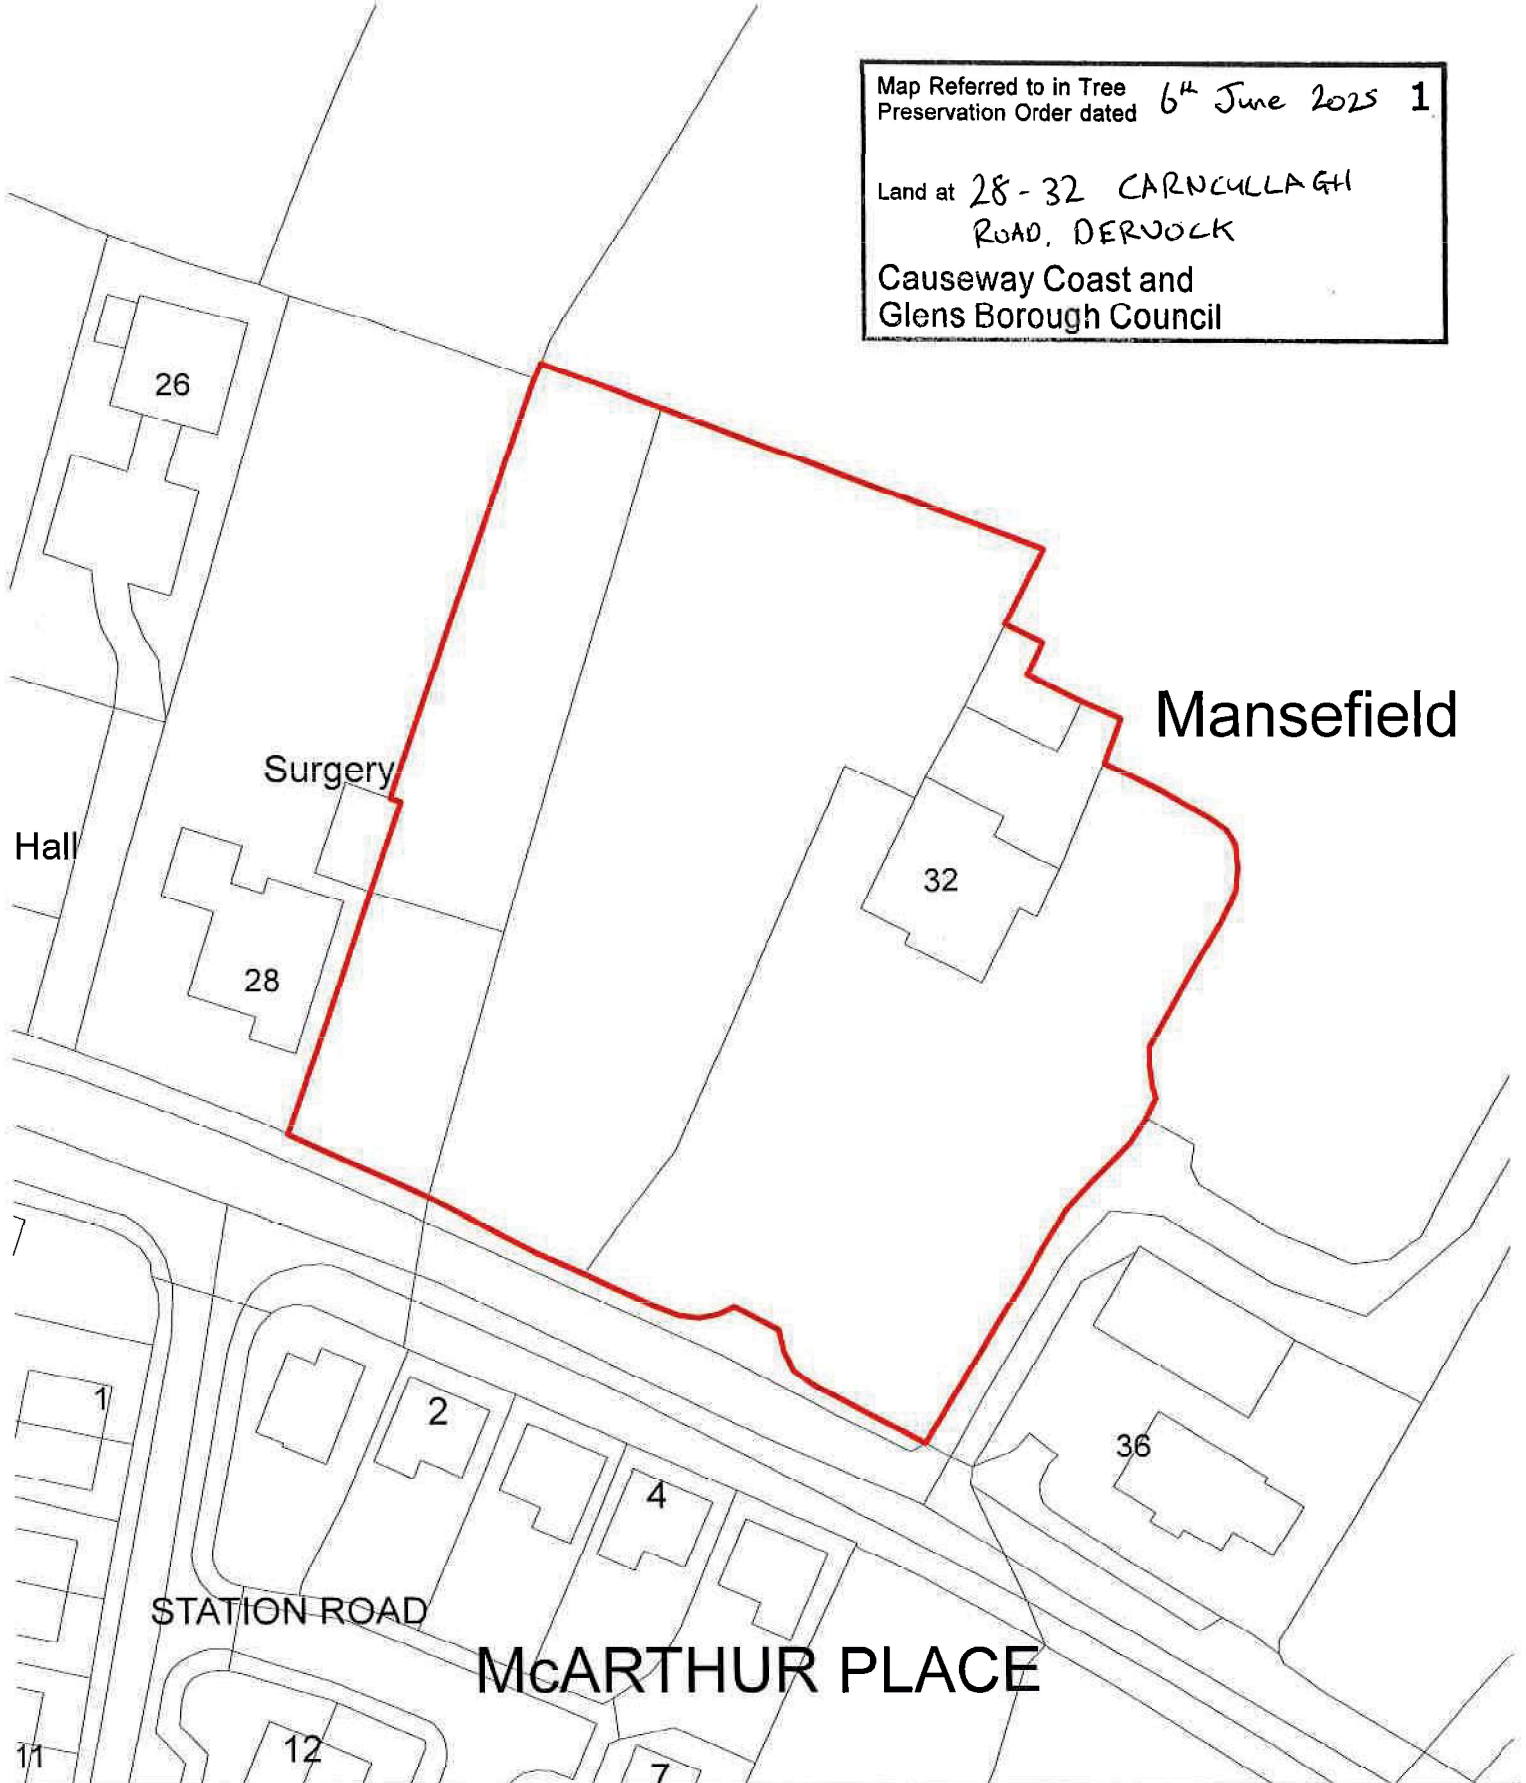 Map Referred to in Tree
Preservation Order dated 6th June 2025 1
Land at 28-32 CARNCULLAGH
ROAD, DERVOCK
Causeway Coast and
Glens Borough Council
26
Mansefield
Surgery
Hall
32
28
1
2
36
4
STATION ROAD
McARTHUR PLACE
11
12
7